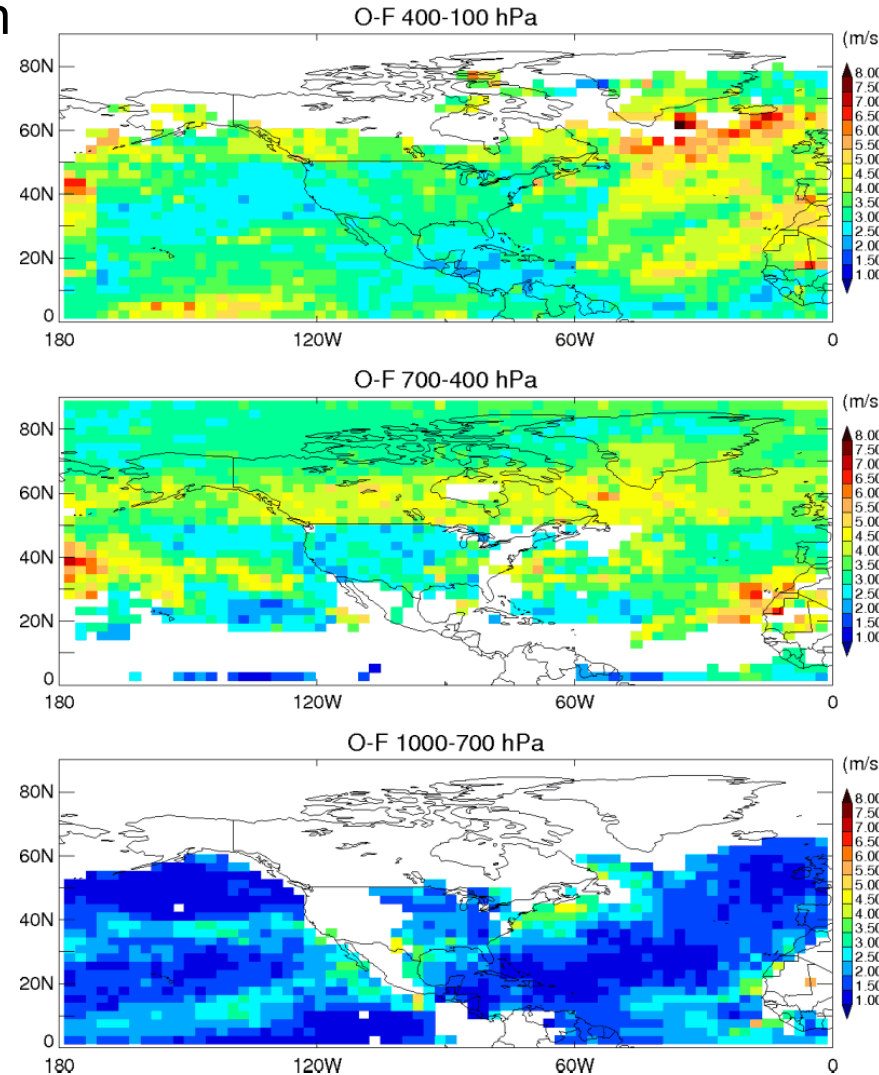 n
O-F 400-100 hPa
(m/s
80N
60N
40N
20N
0
180
120W
60W
0
8.00
7.50
7.00
6.50
6.00
5.50
5.00
4.50
4.00
3.50
3.00
2.50
2.00
1.50
1.00
O-F 700-400 hPa
(m/s
80N
60N
40N
20N
0
180
120W
60W
0
8.00
7.50
7.00
6.50
6.00
5.50
5.00
4.50
4.00
3.50
3.00
2.50
2.00
1.50
1.00
O-F 1000-700 hPa
(m/s
80N
60N
40N
20N
0
180
120W
60W
0
8.00
7.50
7.00
6.50
6.00
5.50
5.00
4.50
4.00
3.50
3.00
2.50
2.00
1.50
1.00